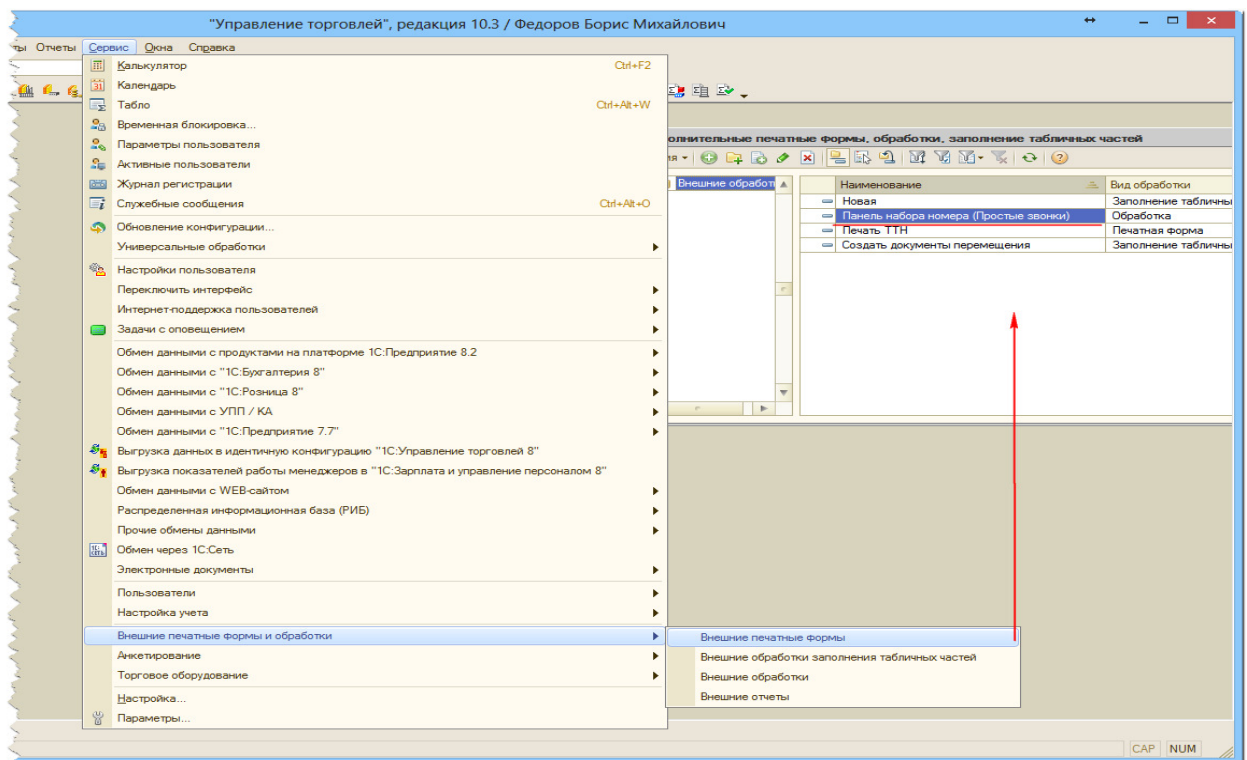 "Управление торговлей", редакция 10.3 / Федоров Борис Михайлович
ты Отчеты Сервис Окна Справка
Калькулятор Ctrl+F2
Календарь
Табло Ctrl+Alt+W
Временная блокировка...
Параметры пользователя
Активные пользователи
Журнал регистрации
Служебные сообщения Ctrl+Alt+O
Обновление конфигурации...
Универсальные обработки
Настройки пользователя
Переключить интерфейс
Интернет-поддержка пользователей
Задачи с оповещением
Обмен данными с продуктами на платформе 1С:Предприятие 8.2
Обмен данными с "1С:Бухгалтерия 8"
Обмен данными с "1С:Розница 8"
Обмен данными с УПП / КА
Обмен данными с "1С:Предприятие 7.7"
Выгрузка данных в идентичную конфигурацию "1С:Управление торговлей 8"
Выгрузка показателей работы менеджеров в "1С:Зарплата и управление персоналом 8"
Обмен данными с WEB-сайтом
Распределенная информационная база (РИБ)
Прочие обмены данными
Обмен через 1С:Сеть
Электронные документы
Пользователи
Настройка учета
Внешние печатные формы и обработки
Анкетирование
Торговое оборудование
Настройка...
Параметры...
олнительные печатные формы, обработки, заполнение табличных частей
ия
Внешние обработ
Наименование Вид обработки
Новая Заполнение табличны
Панель набора номера (Простые звонки) Обработка
Печать ТТН Печатная форма
Создать документы перемещения Заполнение табличны
Внешние печатные формы
Внешние обработки заполнения табличных частей
Внешние обработки
Внешние отчеты
CAP NUM